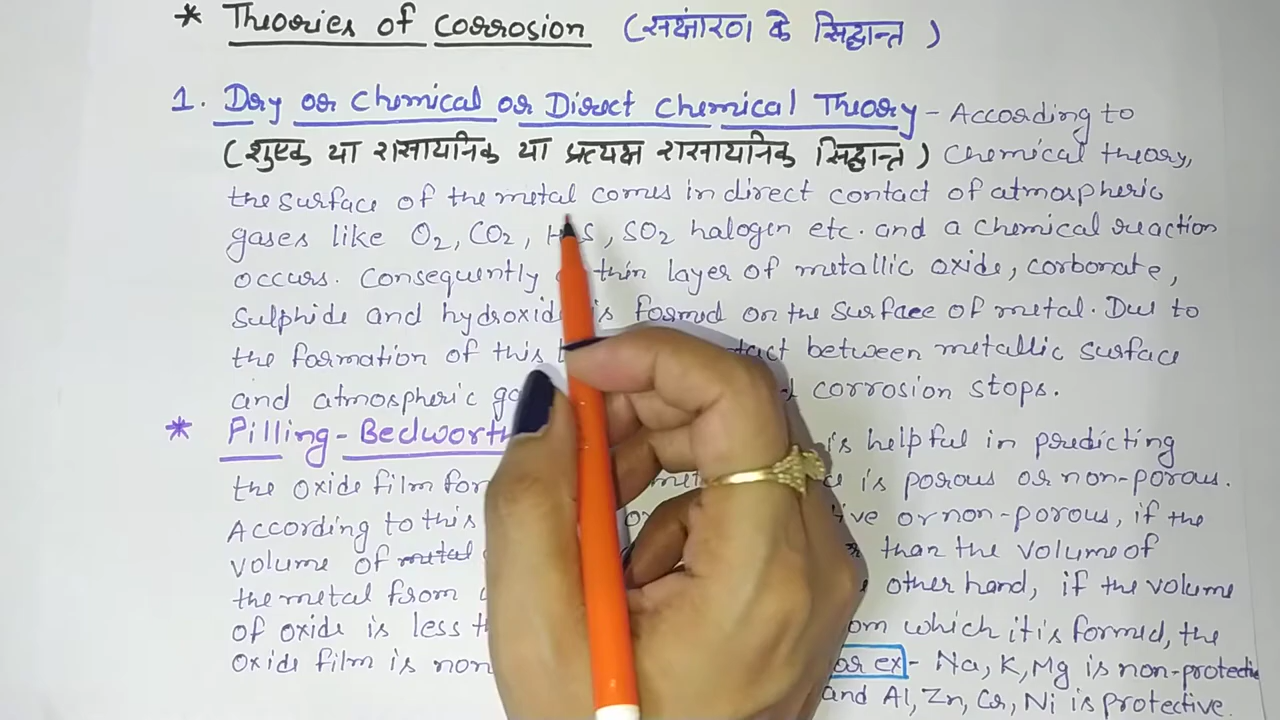 * Theories of Corrosion (सक्षांरण के सिद्धान्त)
1. Dry or Chemical or Direct Chemical Theory - According to
(शुष्क या रासायनिक या प्रत्यक्ष रासायनिक सिद्धान्त) Chemical theory,
the surface of the metal comes in direct contact of atmospheric
gases like O₂, CO₂, H₂S, SO₂ halogen etc. and a chemical reaction
occurs. Consequently thin layer of metallic oxide, corbonate,
Sulphide and hydroxide is formed on the surface of metal. Due to
the formation of this between metallic surface
and atmospheric corrosion stops.
* Pilling-Bedworth is helpful in predicting
the oxide film is porous or non-porous.
According to this or non-porous, if the
volume of metal than the volume of
the metal from other hand, if the volume
of oxide is less which it is formed, the
oxide film is or ex - Na, K, Mg is non-protective
and Al, Zn, Cr, Ni is protective.